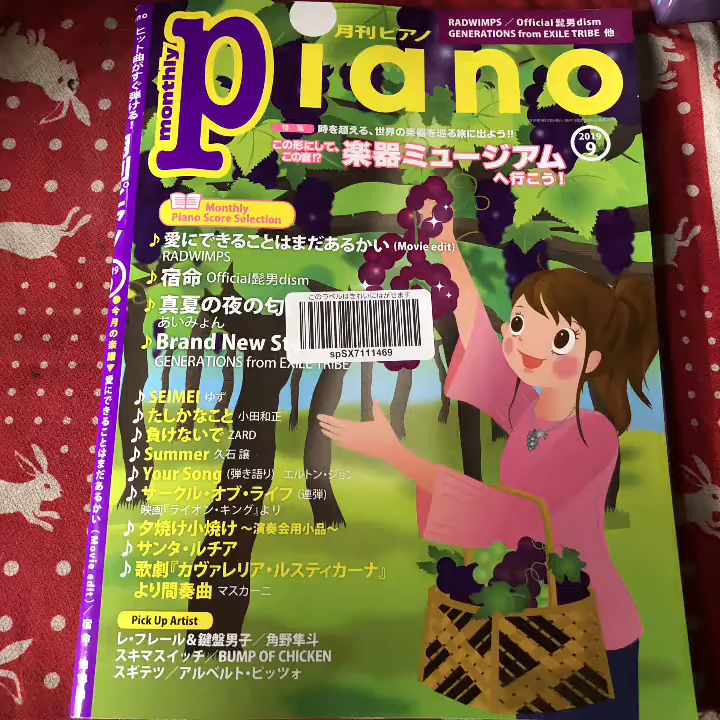 monthly
piano
月刊ピアノ
RADWIMPS / Official髭男dism
GENERATIONS from EXILE TRIBE 他
特集 時を超える、世界の楽器を巡る旅に出よう!!
2019
9
この形にして、
この音!?
楽器ミュージアム
へ行こう!
Monthly
Piano Score Selection
♪愛にできることはまだあるかい (Movie edit)
RADWIMPS
♪宿命 Official髭男dism
♪真夏の夜の匂
あいみょん
♪Brand New St
GENERATIONS from EXILE TRIBE
このラベルはきれいにはがせます
spSX7111469
♪SEIMEI ゆず
♪たしかなこと 小田和正
♪負けないで ZARD
♪Summer 久石 譲
♪Your Song (弾き語り) エルトン・ジョン
♪サークル・オブ・ライフ (連弾)
映画『ライオン・キング』より
♪夕焼け小焼け ～演奏会用小品～
♪サンタ・ルチア
♪歌劇『カヴァレリア・ルスティカーナ』
より間奏曲 マスカーニ
Pick Up Artist
レ・フレール＆鍵盤男子／角野隼斗
スキマスイッチ／BUMP OF CHICKEN
スギテツ／アルベルト・ピッツォ
ヒット曲がすぐ弾ける!
●今月の楽譜▼愛にできることはまだあるかい (Movie edit)／宿命